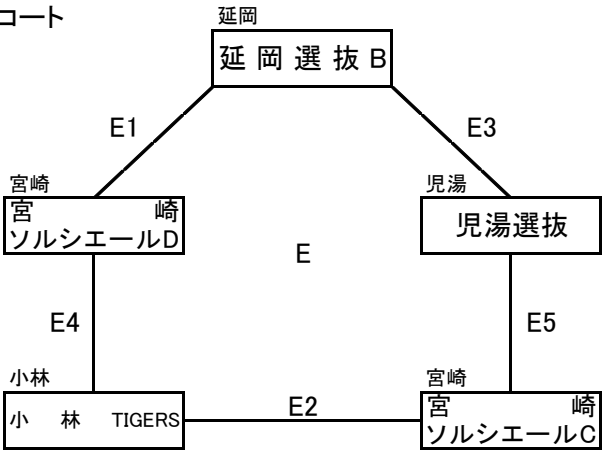 コート
延岡
延岡選抜B
E1
E3
宮崎
宮崎
ソルシエールD
児湯
児湯選抜
E
E4
E5
小林
小林 TIGERS
E2
宮崎
宮崎
ソルシエールC